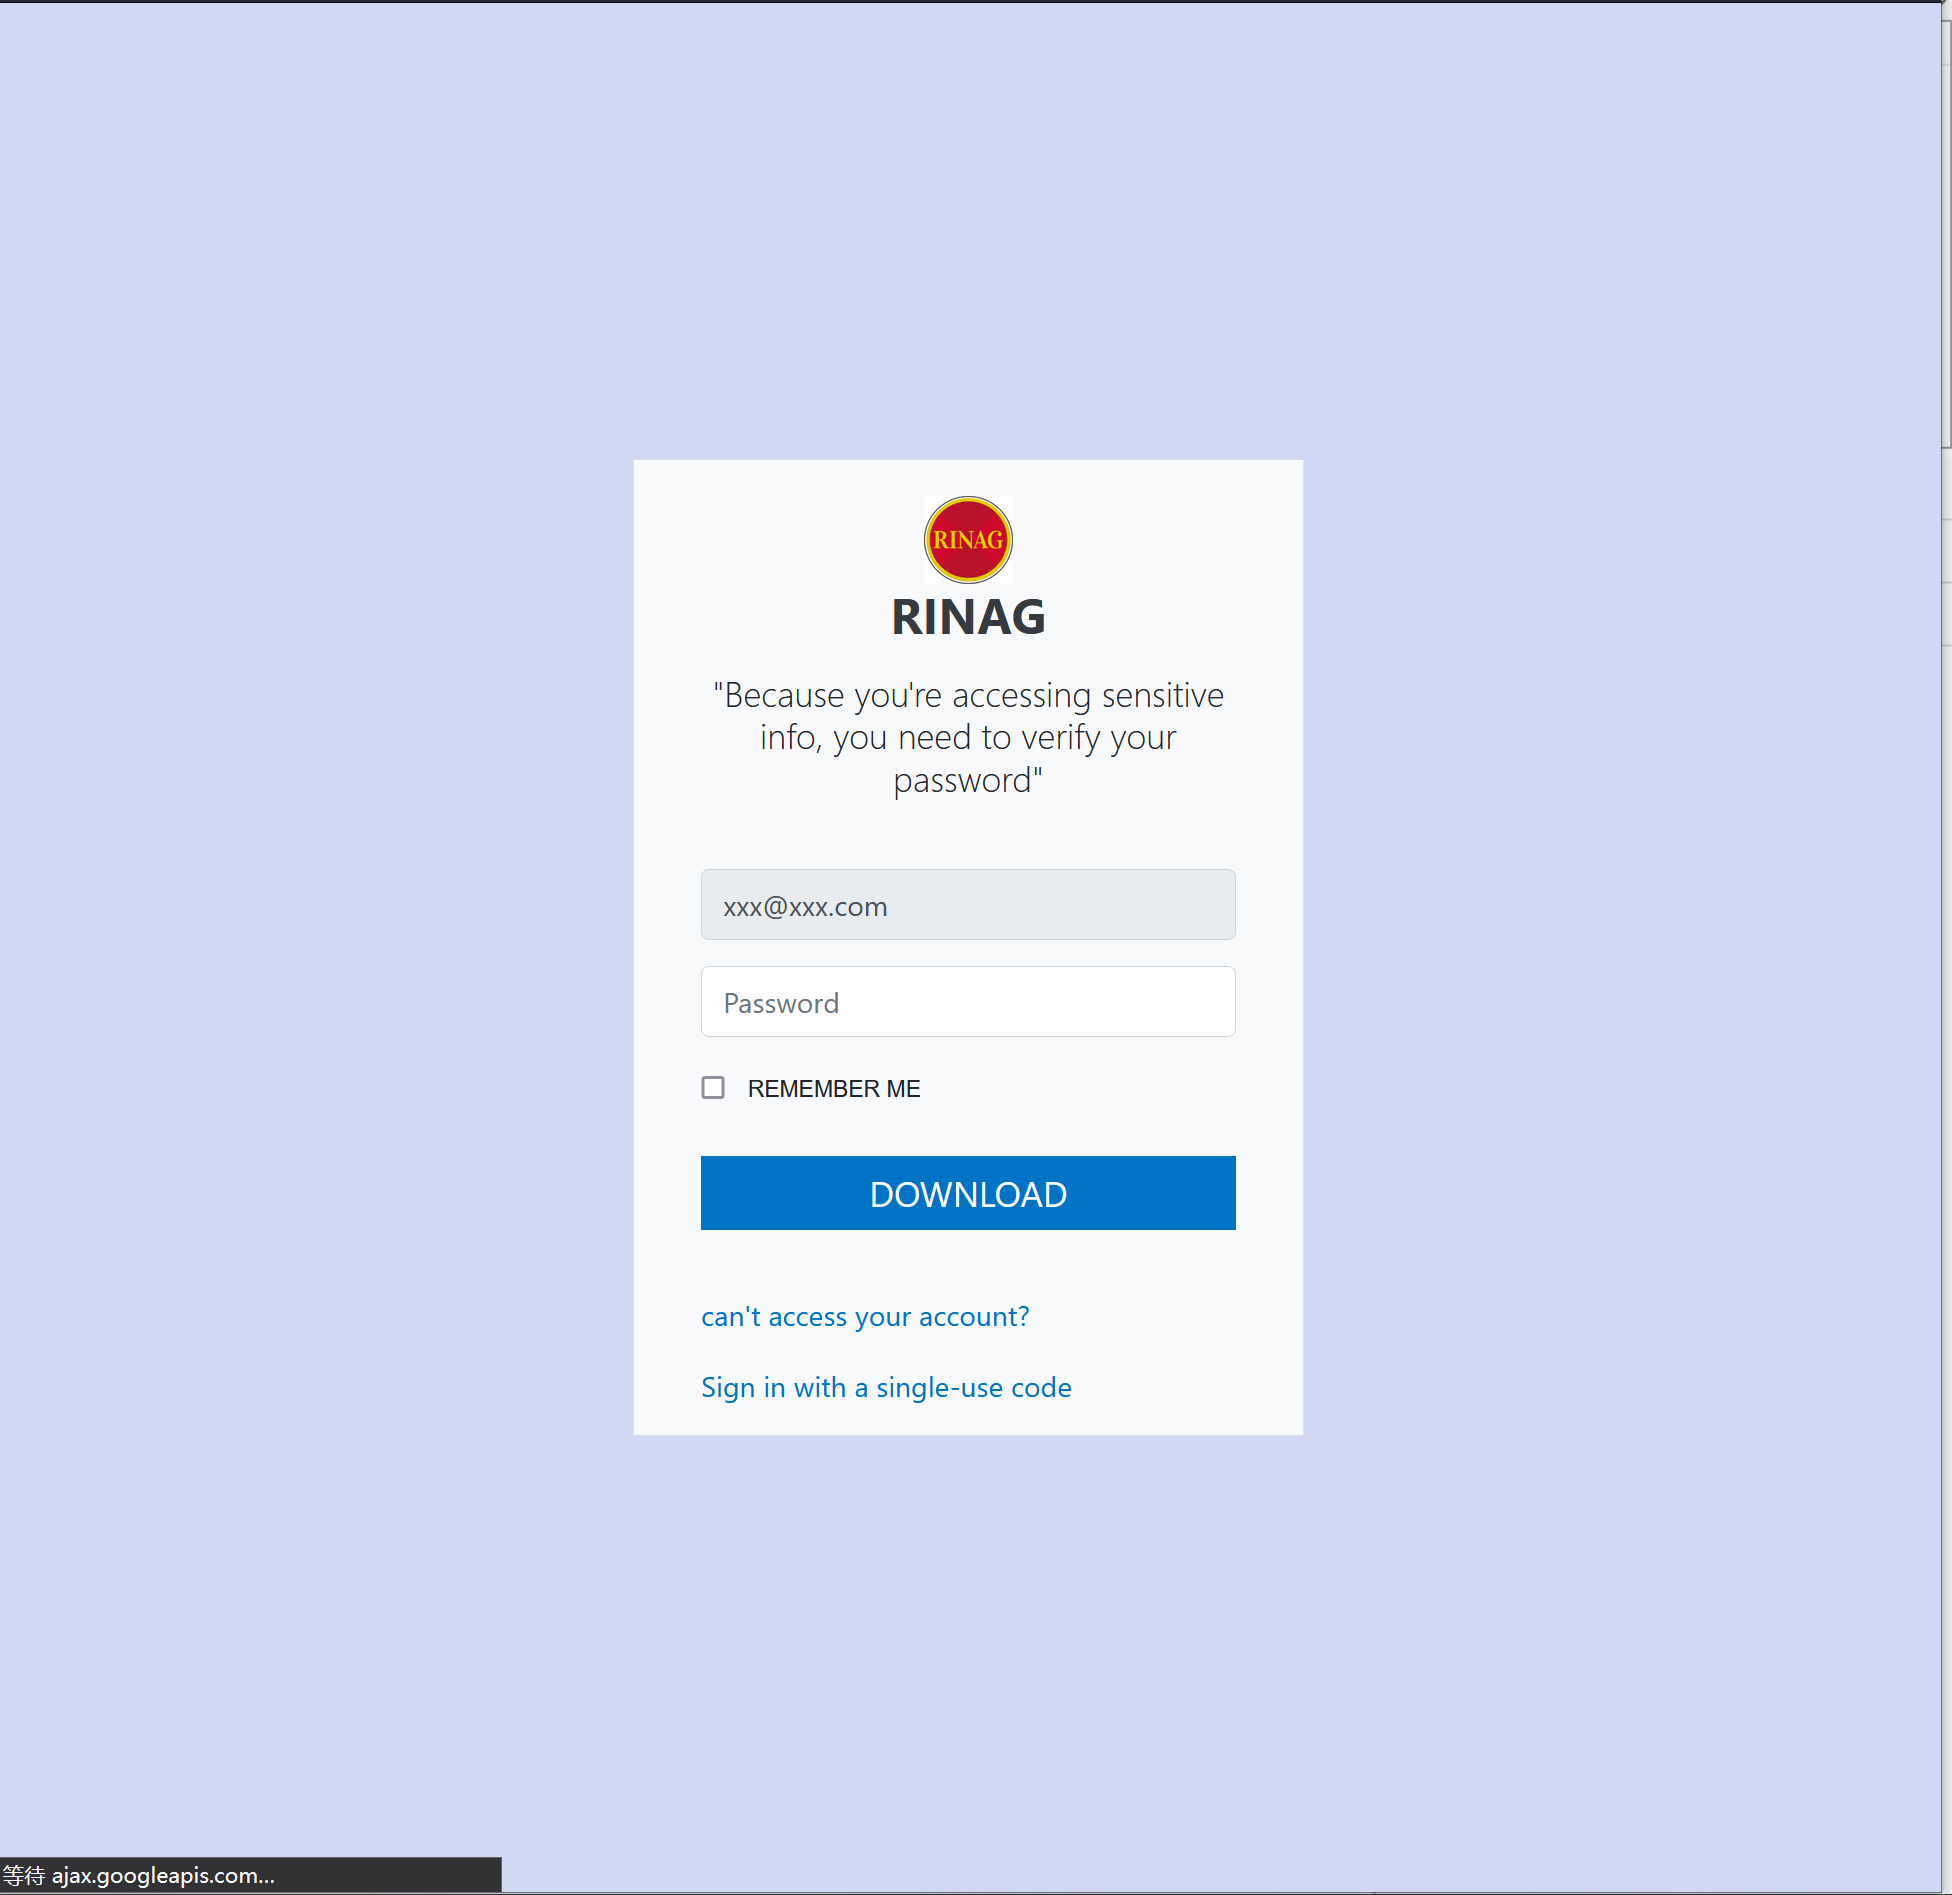 RINAG
RINAG
"Because you're accessing sensitive
info, you need to verify your
password"
xxx@xxx.com
Password
REMEMBER ME
DOWNLOAD
can't access your account?
Sign in with a single-use code
等待 ajax.googleapis.com...